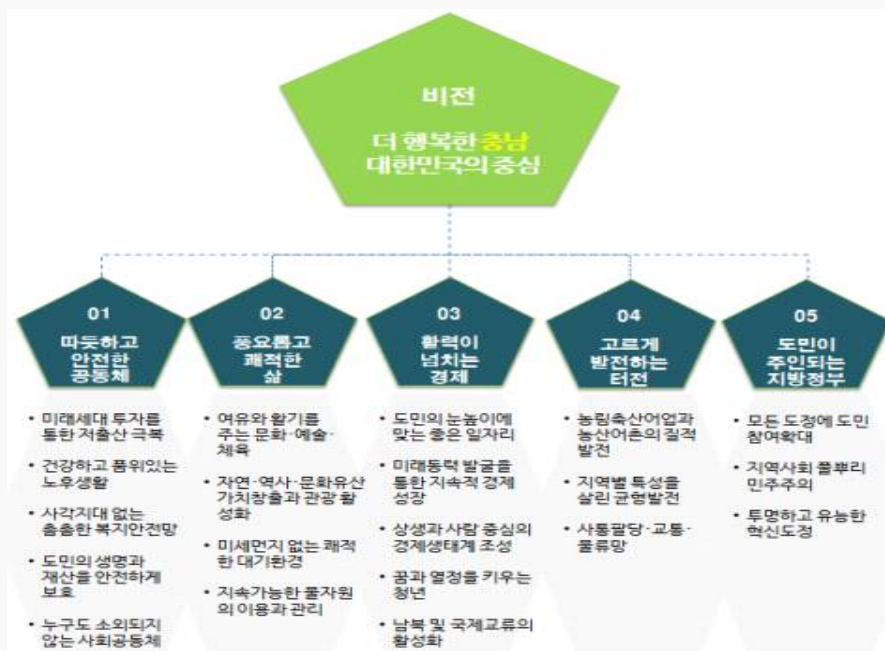 비전
더 행복한 충남
대한민국의 중심
01
따뜻하고
안전한
공동체
• 미래세대 투자를
통한 저출산 극복
• 건강하고 품위있는
노후생활
• 사각지대 없는
촘촘한 복지안전망
• 도민의 생명과
재산을 안전하게
보호
• 누구도 소외되지
않는 사회공동체
02
풍요롭고
쾌적한
삶
• 여유와 활기를
주는 문화·예술·
체육
• 자연·역사·문화유산
가치창출과 관광 활
성화
• 미세먼지 없는 쾌적
한 대기환경
• 지속가능한 물자원
의 이용과 관리
03
활력이
넘치는
경제
• 도민의 눈높이에
맞는 좋은 일자리
• 미래동력 발굴을
통한 지속적 경제
성장
• 상생과 사람 중심의
경제생태계 조성
• 꿈과 열정을 키우는
청년
• 남북 및 국제교류의
활성화
04
고르게
발전하는
터전
• 농림축산어업과
농산어촌의 질적
발전
• 지역별 특성을
살린 균형발전
• 사통팔당·교통·
물류망
05
도민이
주인되는
지방정부
• 모든 도정에 도민
참여확대
• 지역사회 풀뿌리
민주주의
• 투명하고 유능한
혁신도정